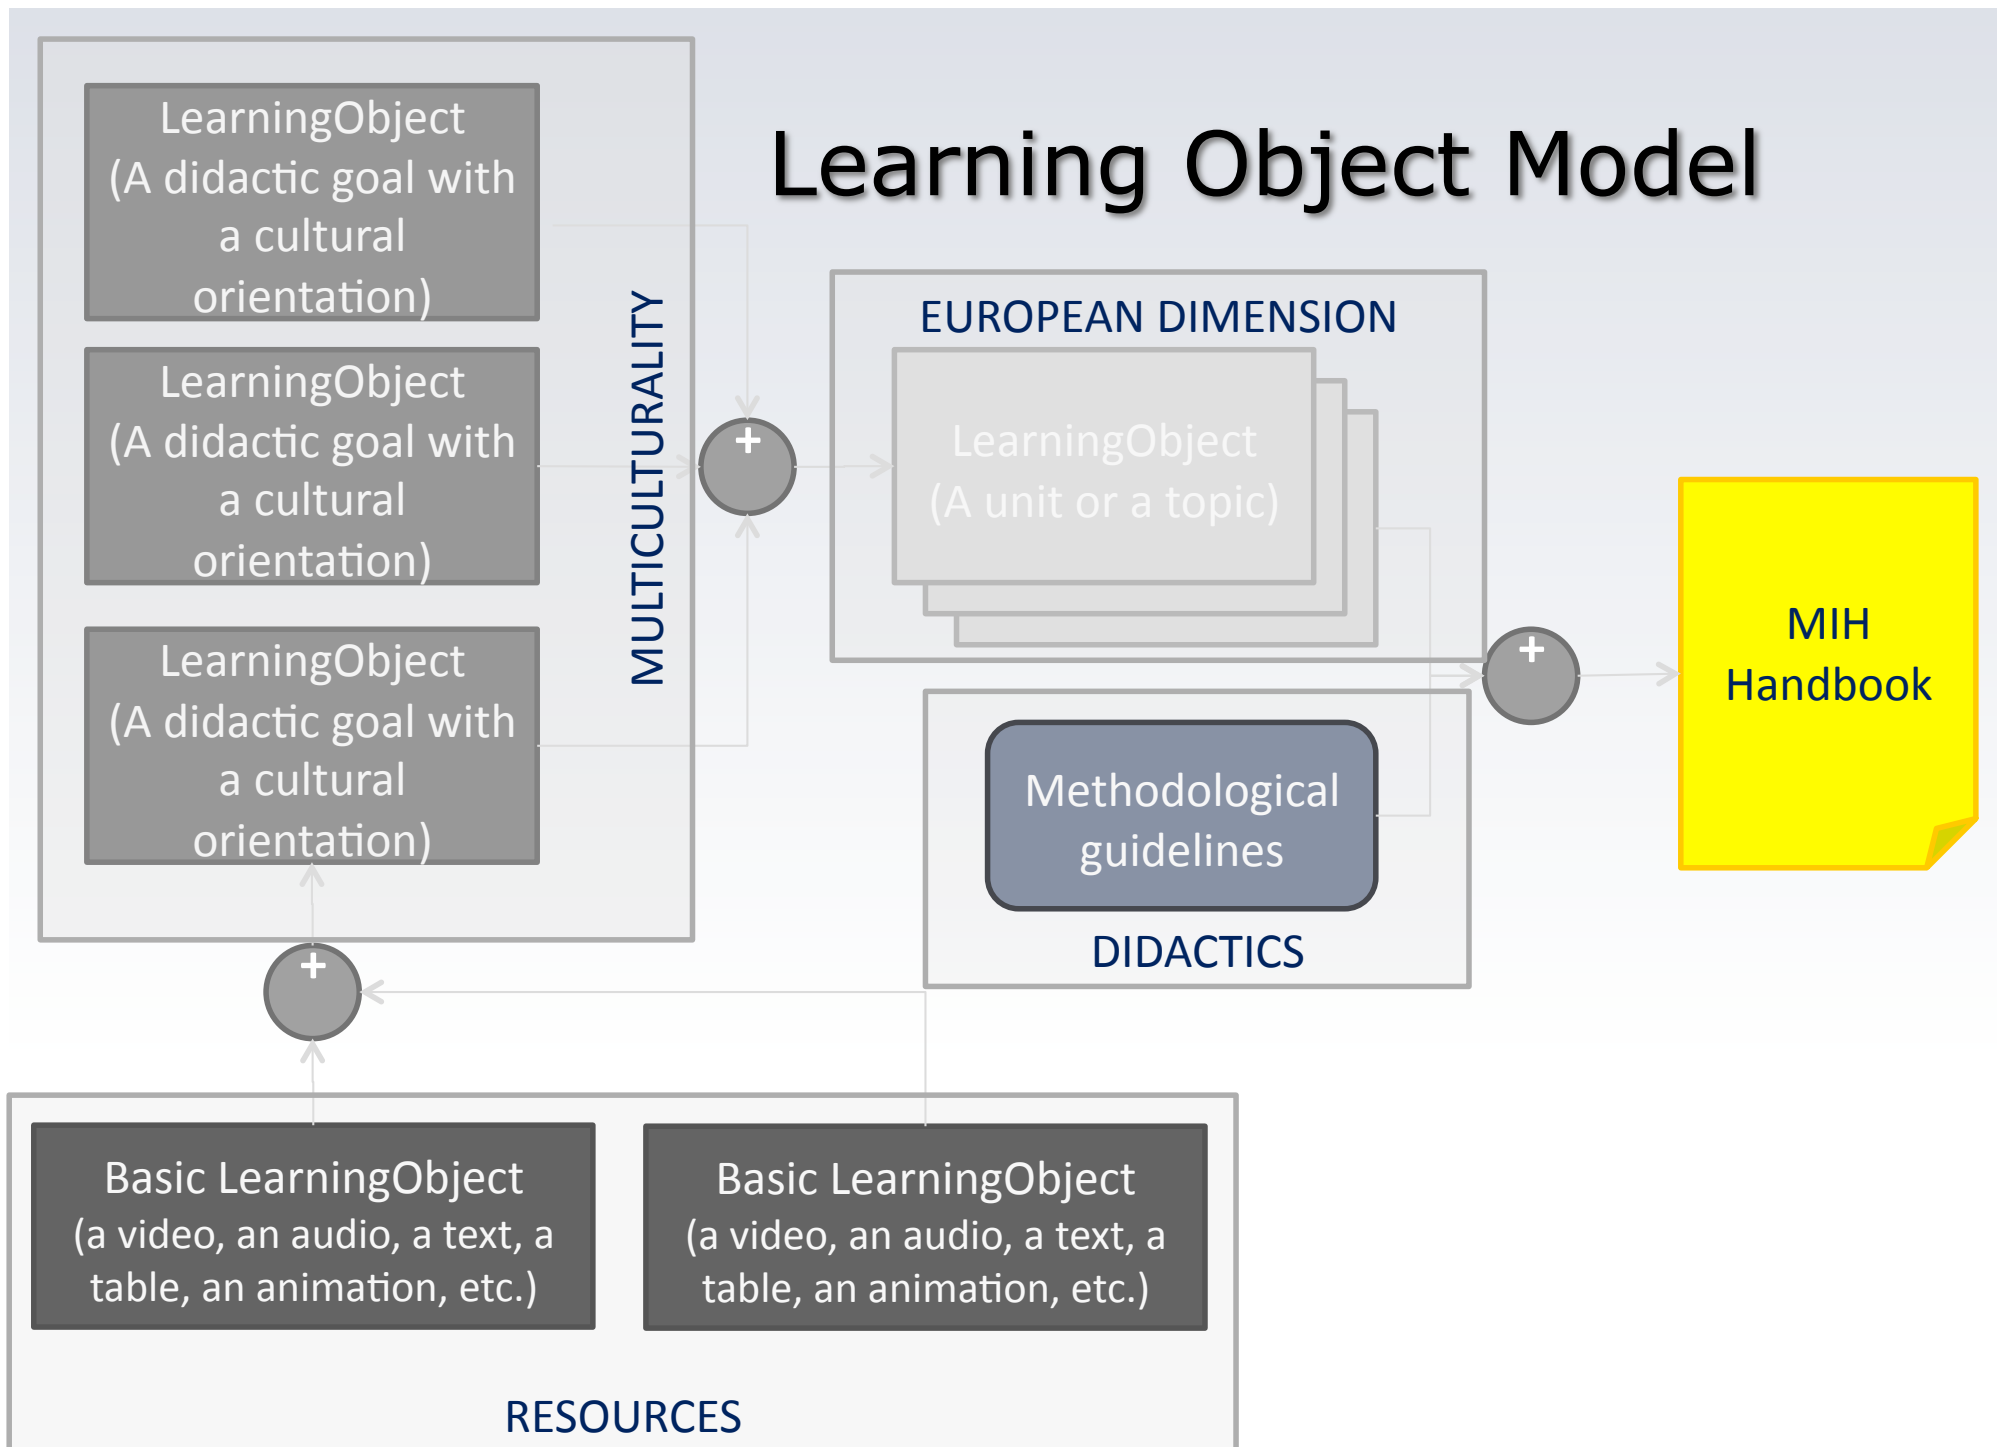 Learning Object Model
LearningObject
(A didactic goal with
a cultural
orientation)
LearningObject
(A didactic goal with
a cultural
orientation)
LearningObject
(A didactic goal with
a cultural
orientation)
MULTICULTURALITY
+
EUROPEAN DIMENSION
LearningObject
(A unit or a topic)
+
MIH
Handbook
Methodological
guidelines
DIDACTICS
+
Basic LearningObject
(a video, an audio, a text, a
table, an animation, etc.)
Basic LearningObject
(a video, an audio, a text, a
table, an animation, etc.)
RESOURCES